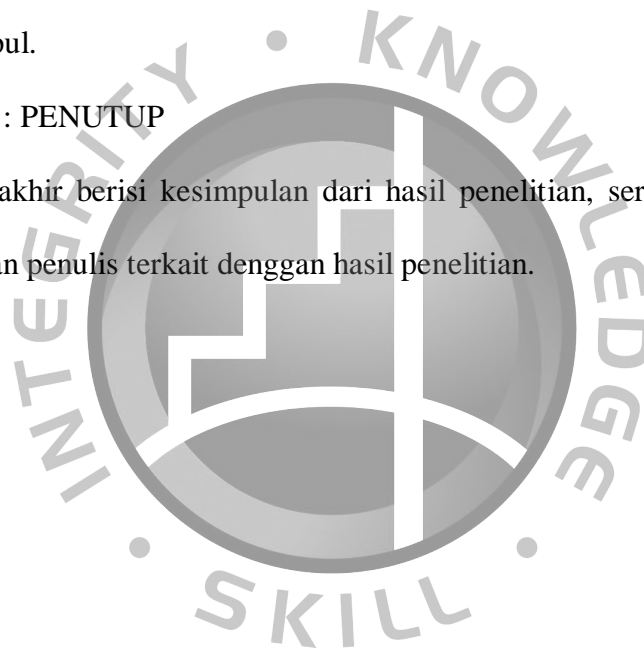 pul.
: PENUTUP
akhir berisi kesimpulan dari hasil penelitian, ser
an penulis terkait denggan hasil penelitian.
INTEGRITY • KNOWLEDGE • SKILL •